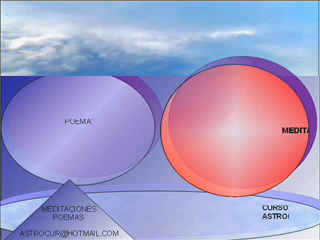 POEMA
MEDITA
MEDITACIONES
POEMAS
CURSO
ASTRO
ASTROCUR@HOTMAIL COM